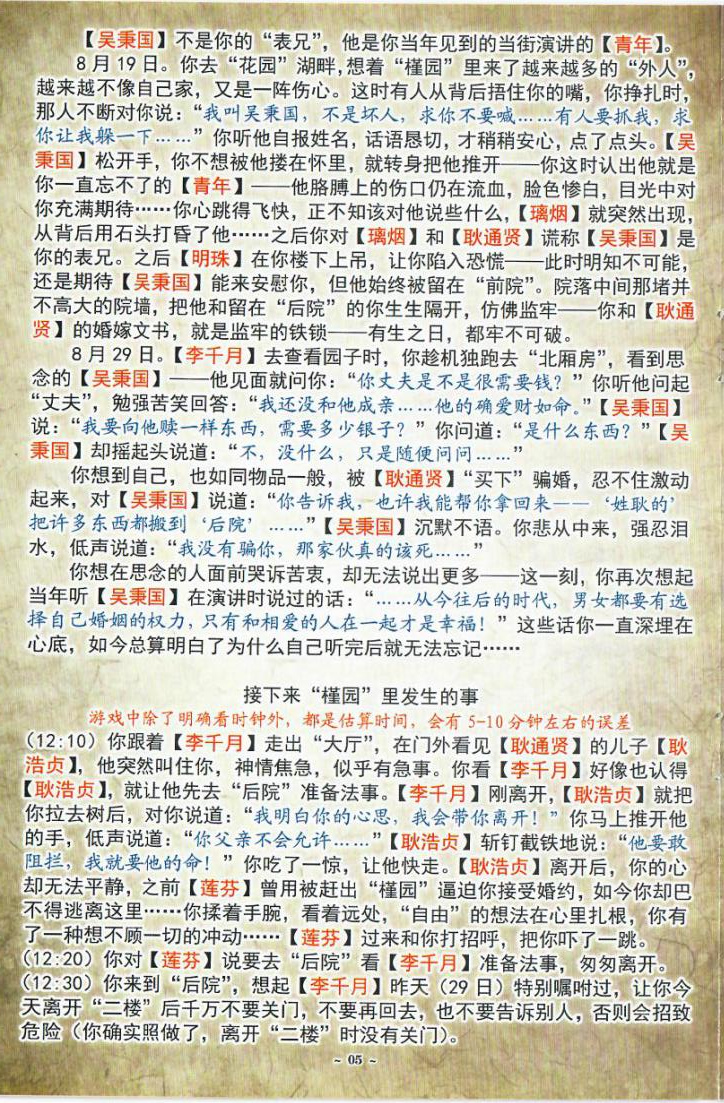 【吴秉国】不是你的“表兄”，他是你当年见到的当街演讲的【青年】。
8月19日。你去“花园”湖畔，想着“槿园”里来了越来越多的“外人”，
越来越不像自己家，又是一阵伤心。这时有人从背后捂住你的嘴，你挣扎时，
那人不断对你说：“我叫吴秉国，不是坏人，求你不要喊……有人要抓我，求
你让我躲一下……”你听他自报姓名，话语恳切，才稍稍安心，点了点头。【吴
秉国】松开手，你不想被他搂在怀里，就转身把他推开——你这时认出他就是
你一直忘不了的【青年】——他胳膊上的伤口仍在流血，脸色惨白，目光中对
你充满期待……你心跳得飞快，正不知该对他说些什么，【璃烟】就突然出现，
从背后用石头打昏了他……之后你对【璃烟】和【耿通贤】谎称【吴秉国】是
你的表兄。之后【明珠】在你楼下上吊，让你陷入恐慌——此时明知不可能，
还是期待【吴秉国】能来安慰你，但他始终被留在“前院”。院落中间那堵并
不高大的院墙，把他和留在“后院”的你生生隔开，仿佛监牢——你和【耿通
贤】的婚嫁文书，就是监牢的铁锁——有生之日，都牢不可破。
8月29日。【李千月】去查看园子时，你趁机独跑去“北厢房”，看到思
念的【吴秉国】——他见面就问你：“你丈夫是不是很需要钱？”你听他问起
“丈夫”，勉强苦笑回答：“我还没和他成亲……他的确爱财如命。”【吴秉国】
说：“我要向他赎一样东西，需要多少银子？”你问道：“是什么东西？”【吴
秉国】却摇起头说道：“不，没什么，只是随便问问……”
你想到自己，也如同物品一般，被【耿通贤】“买下”骗婚，忍不住激动
起来，对【吴秉国】说道：“你告诉我，也许我能帮你拿回来——‘姓耿的’
把许多东西都搬到‘后院’……”【吴秉国】沉默不语。你悲从中来，强忍泪
水，低声说道：“我没有骗你，那家伙真的该死……”
你想在思念的人面前哭诉苦衷，却无法说出更多——这一刻，你再次想起
当年听【吴秉国】在演讲时说过的话：“……从今往后的时代，男女都要有选
择自己婚姻的权力，只有和相爱的人在一起才是幸福！”这些话你一直深埋在
心底，如今总算明白了为什么自己听完后就无法忘记……
接下来“槿园”里发生的事
游戏中除了明确看时钟外，都是估算时间，会有5-10分钟左右的误差
（12:10）你跟着【李千月】走出“大厅”，在门外看见【耿通贤】的儿子【耿
浩贞】，他突然叫住你，神情焦急，似乎有急事。你看【李千月】好像也认得
【耿浩贞】，就让他先去“后院”准备法事。【李千月】刚离开，【耿浩贞】就把
你拉去树后，对你说道：“我明白你的心思，我会带你离开！”你马上推开他
的手，低声说道：“你父亲不会允许……”【耿浩贞】斩钉截铁地说：“他要敢
阻拦，我就要他的命！”你吃了一惊，让他快走。【耿浩贞】离开后，你的心
却无法平静，之前【莲芬】曾用被赶出“槿园”逼迫你接受婚约，如今你却巴
不得逃离这里……你揉着手腕，看着远处，“自由”的想法在心里扎根，你有
了一种想不顾一切的冲动……【莲芬】过来和你打招呼，把你吓了一跳。
（12:20）你对【莲芬】说要去“后院”看【李千月】准备法事，匆匆离开。
（12:30）你来到“后院”，想起【李千月】昨天（29日）特别嘱咐过，让你今
天离开“二楼”后千万不要关门，不要再回去，也不要告诉别人，否则会招致
危险（你确实照做了，离开“二楼”时没有关门）。
~ 05 ~